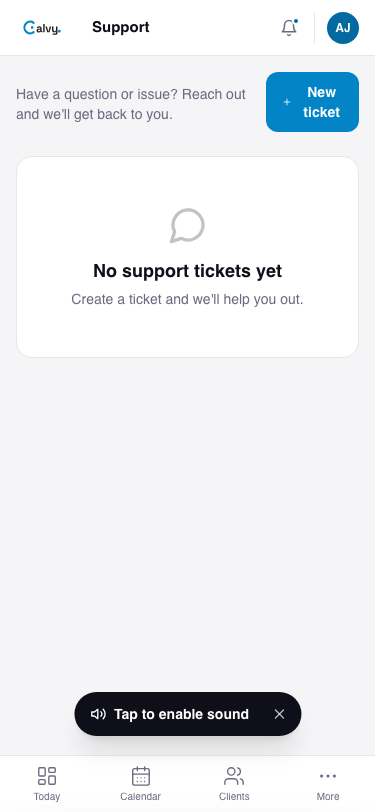 Calvy.
Support
AJ
Have a question or issue? Reach out
and we'll get back to you.
+ New
ticket
No support tickets yet
Create a ticket and we'll help you out.
Tap to enable sound
Today
Calendar
Clients
More